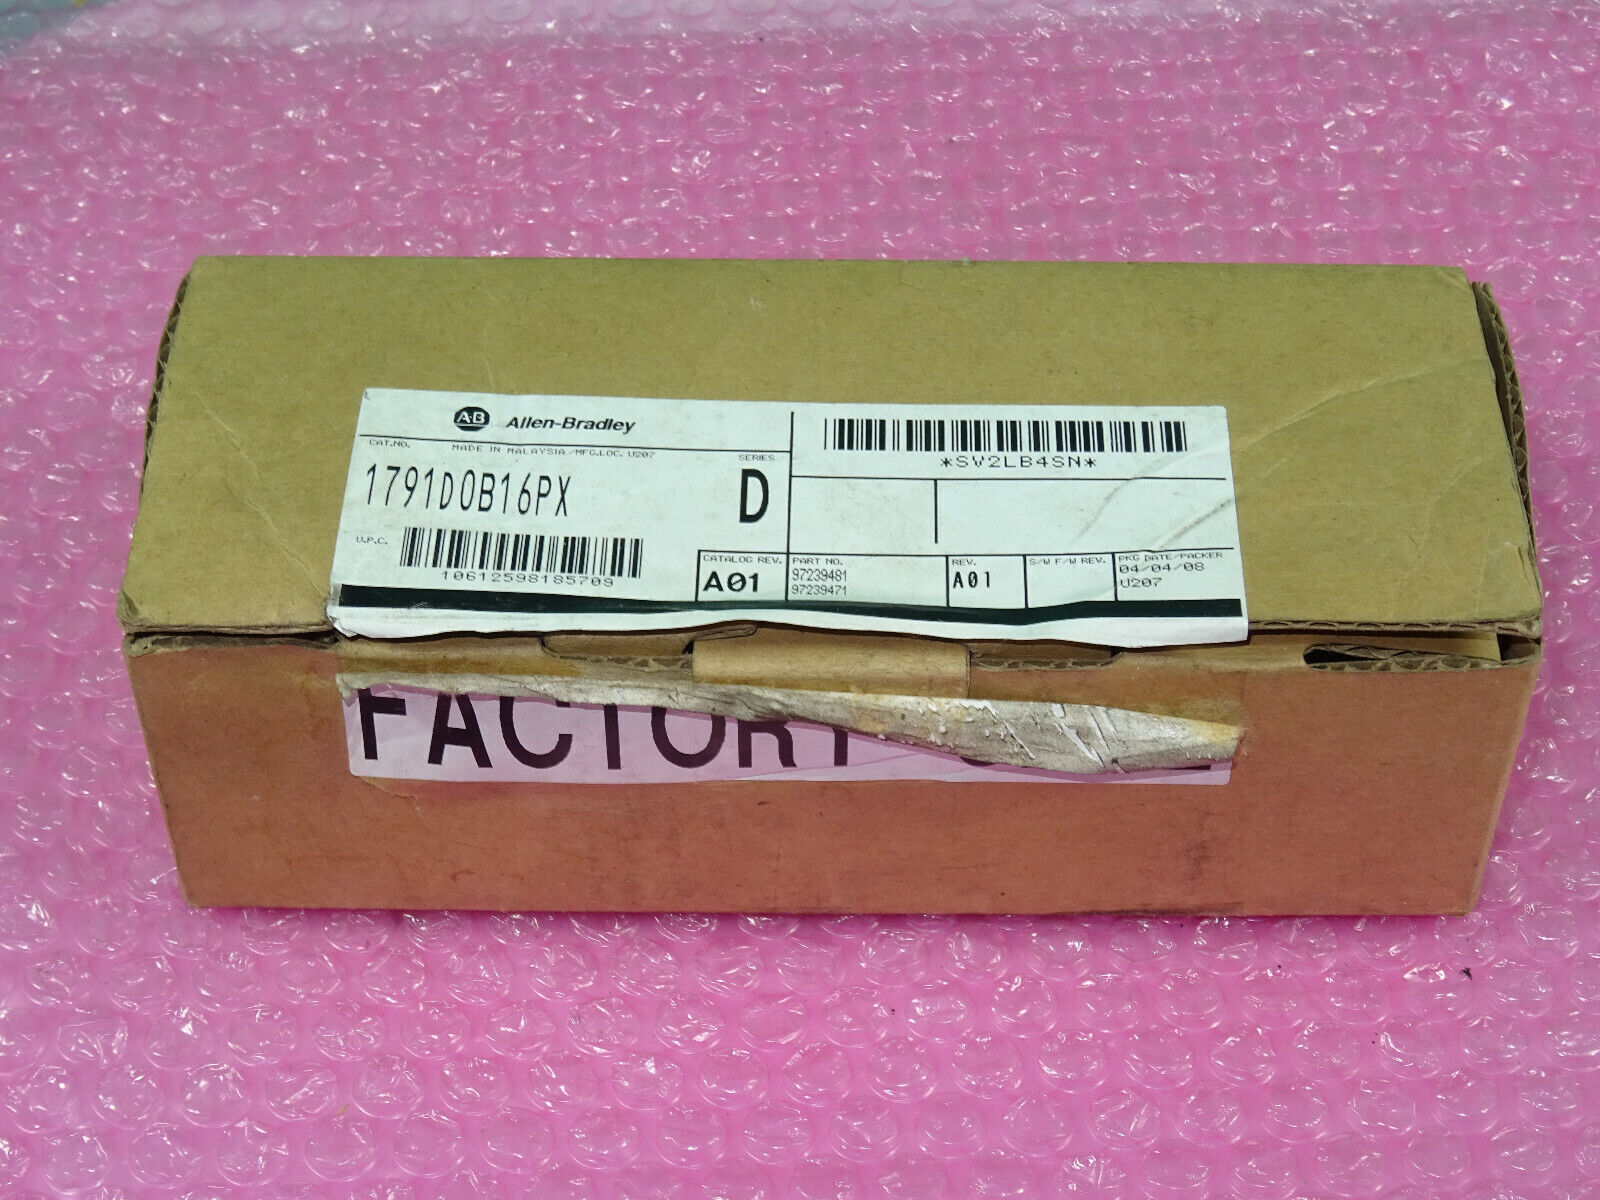 A-B Allen-Bradley
CAT.NO. MADE IN MALAYSIA/MFG.LOC. U207 SERIES
1791D0B16PX D
*SV2LB4SN*
U.P.C.
10612598185709
CATALOG REV.
A01
PART NO.
97239481
97239471
REV.
A01
S/W F/W REV.
PKG DATE/PACKER
04/04/08
U207
FACTORY